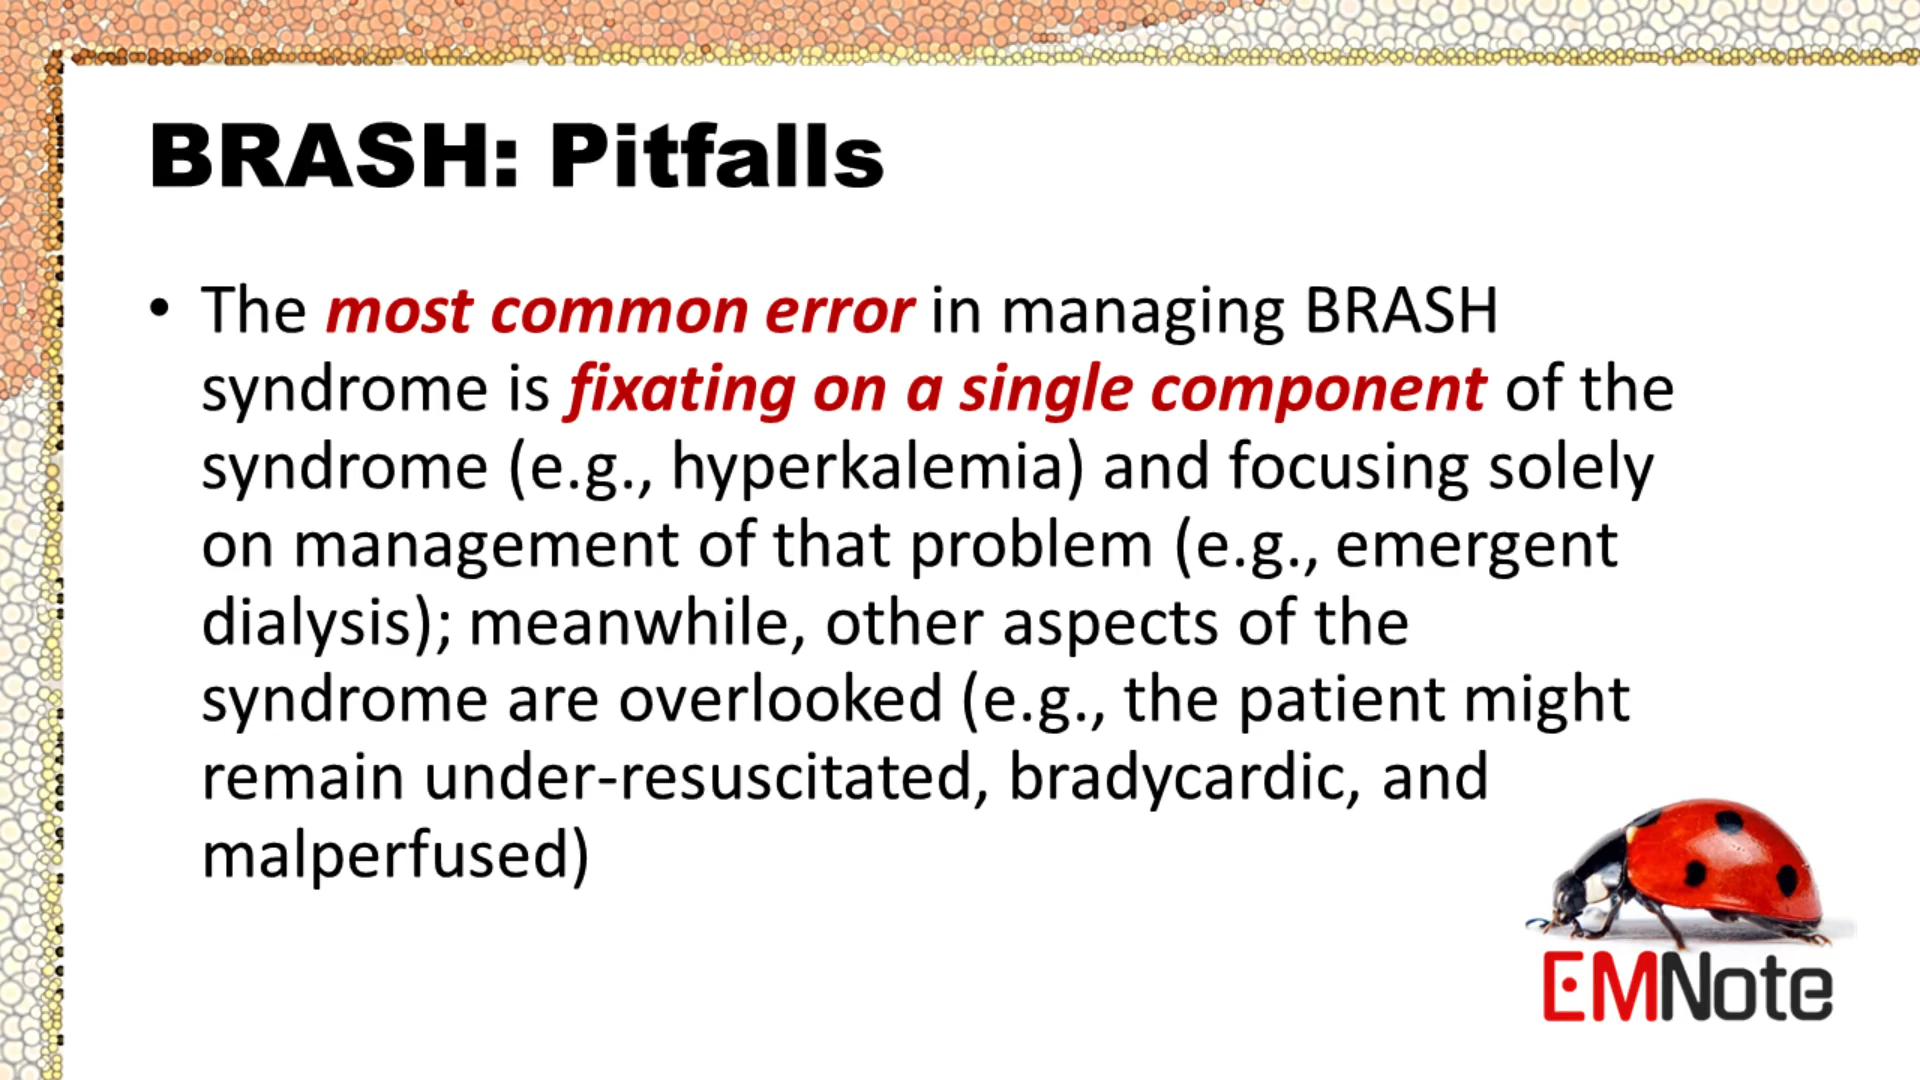 BRASH: Pitfalls
• The most common error in managing BRASH
syndrome is fixating on a single component of the
syndrome (e.g., hyperkalemia) and focusing solely
on management of that problem (e.g., emergent
dialysis); meanwhile, other aspects of the
syndrome are overlooked (e.g., the patient might
remain under-resuscitated, bradycardic, and
malperfused)
EMNote